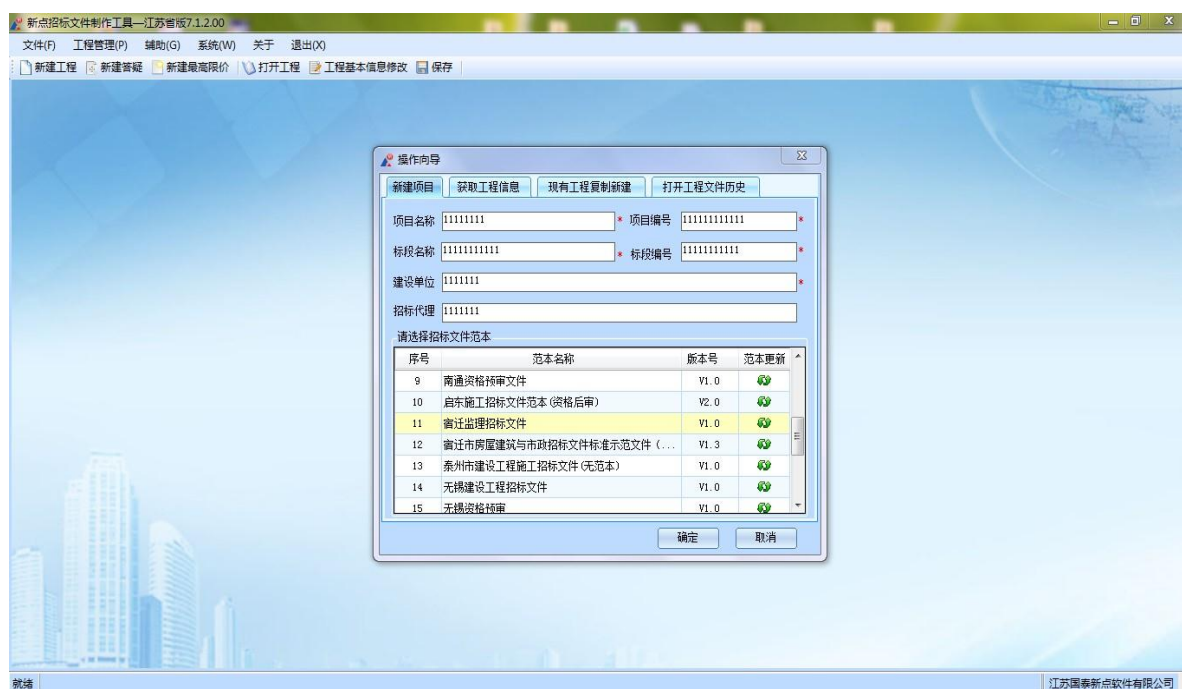 新点招标文件制作工具—江苏省版7.1.2.00
文件(F) 工程管理(P) 辅助(G) 系统(W) 关于 退出(X)
新建工程 新建答疑 新建最高限价 打开工程 工程基本信息修改 保存
操作向导
新建项目 获取工程信息 现有工程复制新建 打开工程文件历史
项目名称 11111111 * 项目编号 111111111111 *
标段名称 11111111111 * 标段编号 11111111111 *
建设单位 1111111 *
招标代理 1111111
请选择招标文件范本
序号 范本名称 版本号 范本更新
9 南通资格预审文件 V1.0
10 启东施工招标文件范本(资格后审) V2.0
11 宿迁监理招标文件 V1.0
12 宿迁市房屋建筑与市政招标文件标准示范文件 (... V1.3
13 泰州市建设工程施工招标文件(无范本) V1.0
14 无锡建设工程招标文件 V1.0
15 无锡资格预审 V1.0
确定 取消
就绪 江苏国泰新点软件有限公司